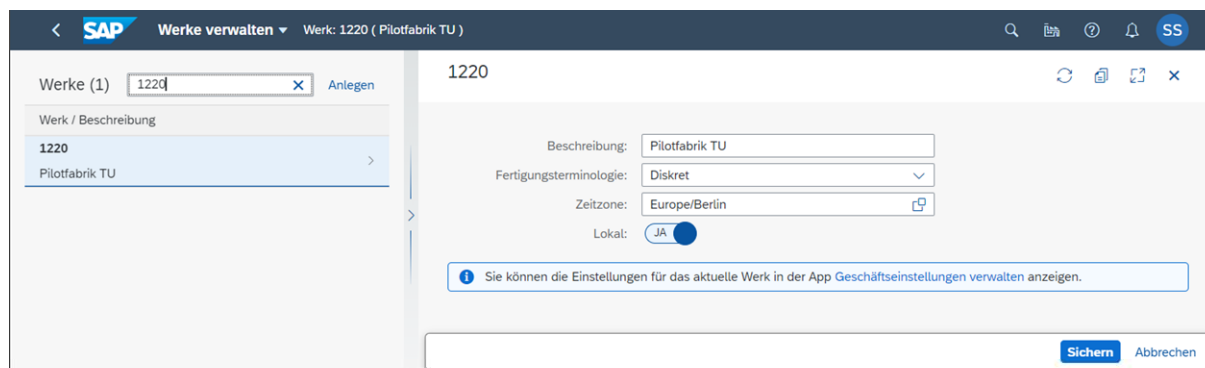 SAP Werke verwalten Werk: 1220 ( Pilotfabrik TU ) SS
Werke (1) 1220 Anlegen
Werk / Beschreibung
1220
Pilotfabrik TU
1220
Beschreibung: Pilotfabrik TU
Fertigungsterminologie: Diskret
Zeitzone: Europe/Berlin
Lokal: JA
Sie können die Einstellungen für das aktuelle Werk in der App Geschäftseinstellungen verwalten anzeigen.
Sichern Abbrechen